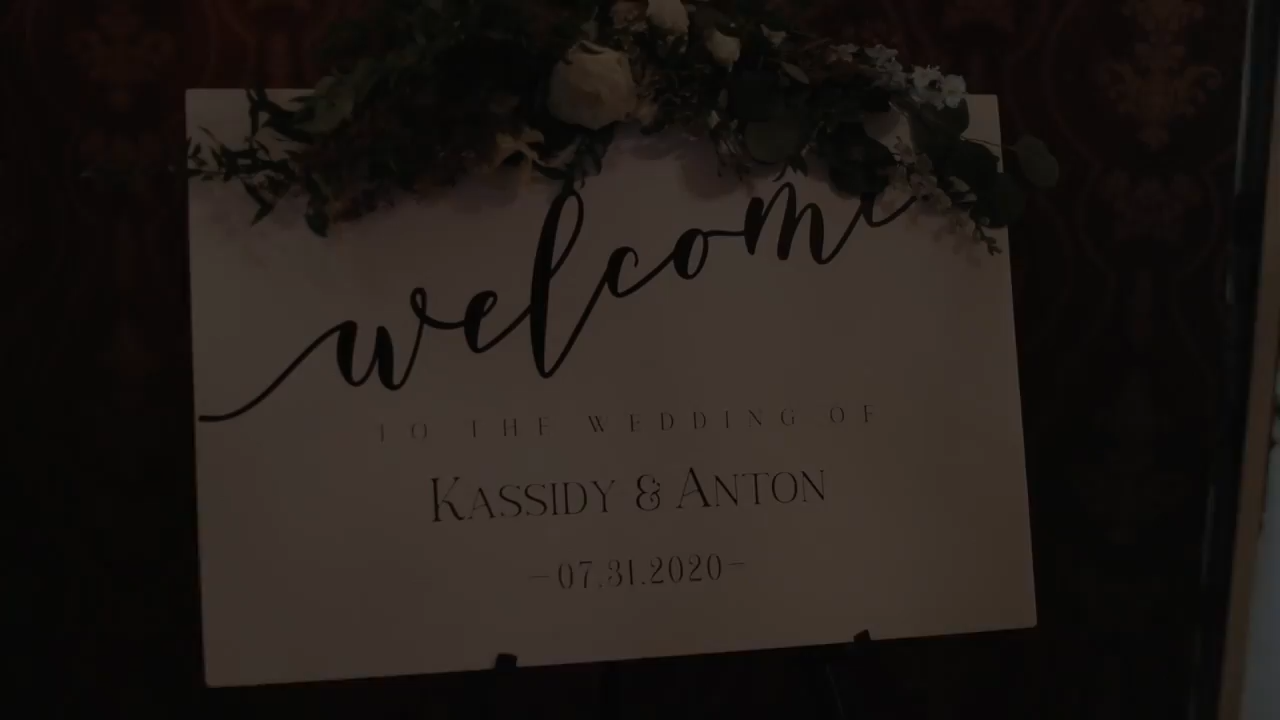 welcome
TO THE WEDDING OF
KASSIDY & ANTON
-07.31.2020-